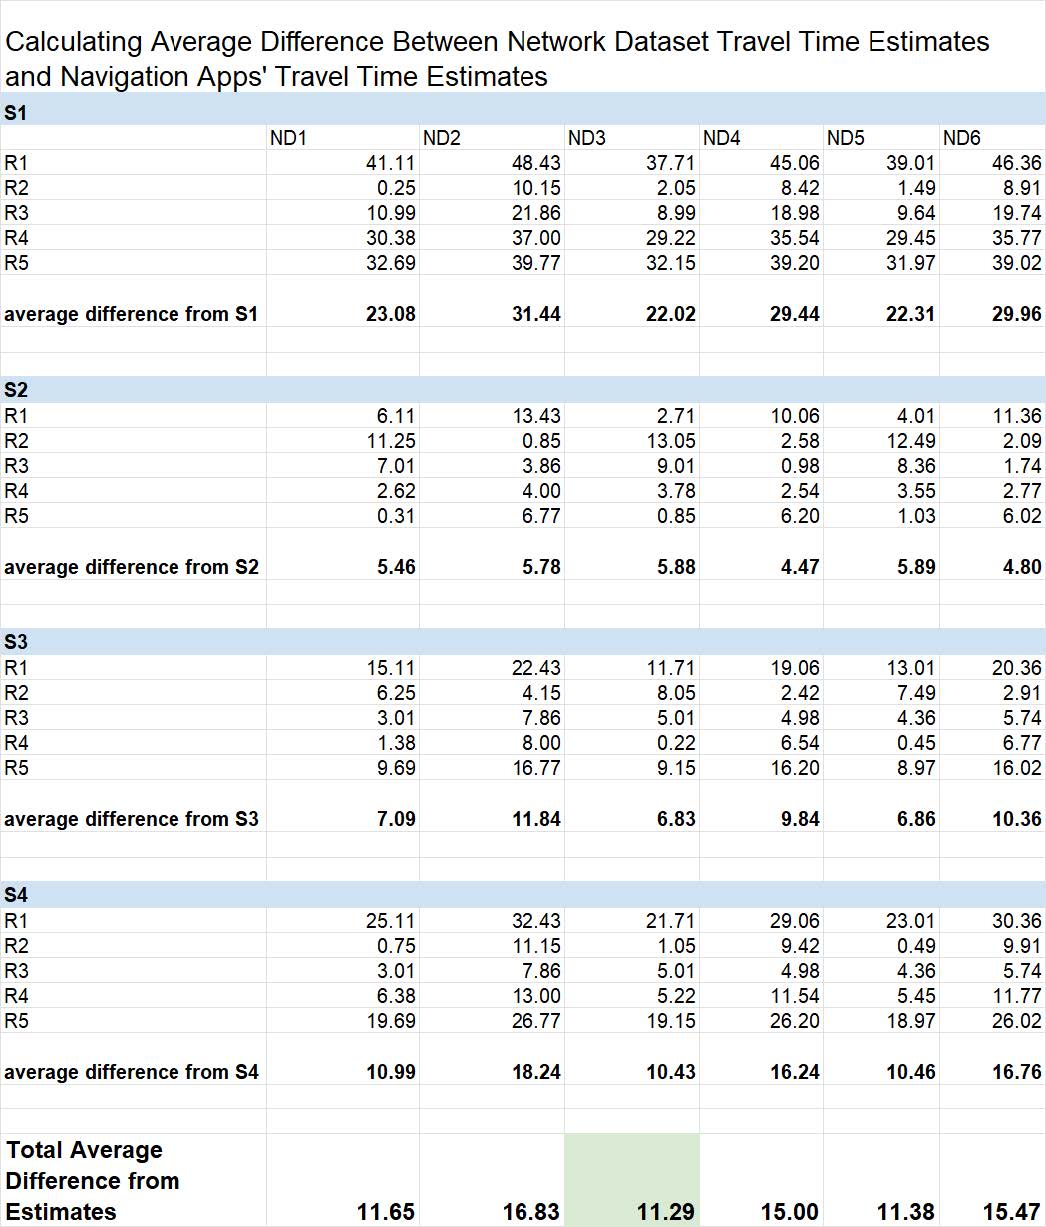 Calculating Average Difference Between Network Dataset Travel Time Estimates
and Navigation Apps' Travel Time Estimates
S1
ND1 ND2 ND3 ND4 ND5 ND6
R1 41.11 48.43 37.71 45.06 39.01 46.36
R2 0.25 10.15 2.05 8.42 1.49 8.91
R3 10.99 21.86 8.99 18.98 9.64 19.74
R4 30.38 37.00 29.22 35.54 29.45 35.77
R5 32.69 39.77 32.15 39.20 31.97 39.02
average difference from S1 23.08 31.44 22.02 29.44 22.31 29.96
S2
R1 6.11 13.43 2.71 10.06 4.01 11.36
R2 11.25 0.85 13.05 2.58 12.49 2.09
R3 7.01 3.86 9.01 0.98 8.36 1.74
R4 2.62 4.00 3.78 2.54 3.55 2.77
R5 0.31 6.77 0.85 6.20 1.03 6.02
average difference from S2 5.46 5.78 5.88 4.47 5.89 4.80
S3
R1 15.11 22.43 11.71 19.06 13.01 20.36
R2 6.25 4.15 8.05 2.42 7.49 2.91
R3 3.01 7.86 5.01 4.98 4.36 5.74
R4 1.38 8.00 0.22 6.54 0.45 6.77
R5 9.69 16.77 9.15 16.20 8.97 16.02
average difference from S3 7.09 11.84 6.83 9.84 6.86 10.36
S4
R1 25.11 32.43 21.71 29.06 23.01 30.36
R2 0.75 11.15 1.05 9.42 0.49 9.91
R3 3.01 7.86 5.01 4.98 4.36 5.74
R4 6.38 13.00 5.22 11.54 5.45 11.77
R5 19.69 26.77 19.15 26.20 18.97 26.02
average difference from S4 10.99 18.24 10.43 16.24 10.46 16.76
Total Average
Difference from
Estimates 11.65 16.83 11.29 15.00 11.38 15.47